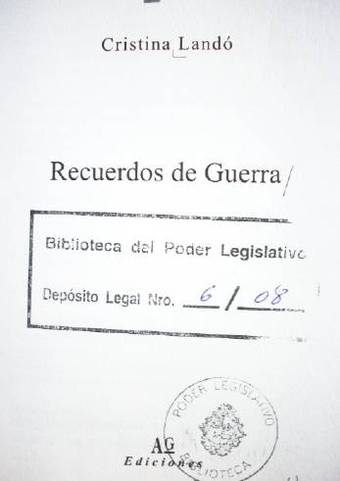 Cristina Landó
Recuerdos de Guerra
Biblioteca del Poder Legislativo
Depósito Legal Nro. 6 / 08
PODER LEGISLATIVO
BIBLIOTECA
AG
Ediciones